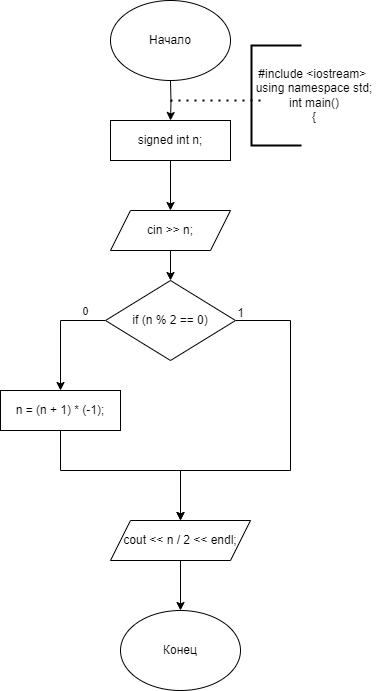 Начало
#include <iostream>
using namespace std;
int main()
{
signed int n;
cin >> n;
if (n % 2 == 0)
0
1
n = (n + 1) * (-1);
cout << n / 2 << endl;
Конец